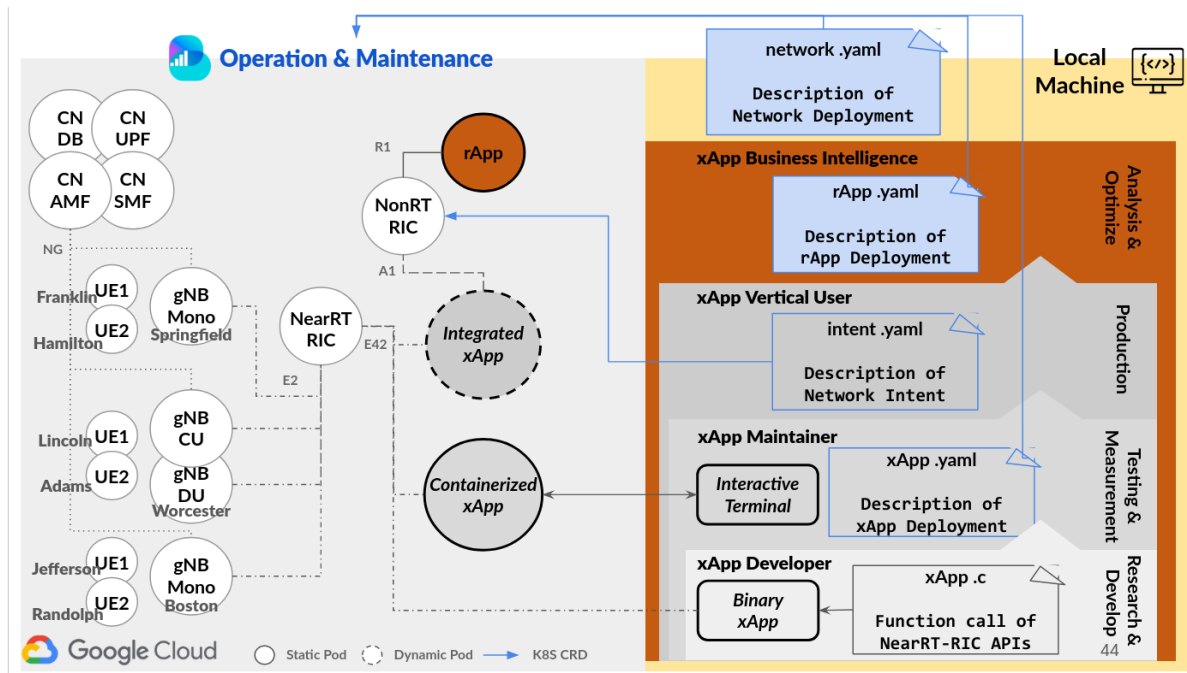 Operation & Maintenance
Local
Machine
network .yaml
Description of
Network Deployment
CN
DB
CN
UPF
CN
AMF
CN
SMF
NG
R1
rApp
NonRT
RIC
A1
Franklin
UE1
UE2
Hamilton
gNB
Mono
Springfield
NearRT
RIC
E42
E2
Integrated
xApp
Lincoln
UE1
UE2
Adams
gNB
CU
gNB
DU
Worcester
Containerized
xApp
Jefferson
UE1
UE2
Randolph
gNB
Mono
Boston
Google Cloud
Static Pod
Dynamic Pod
K8S CRD
xApp Business Intelligence
rApp .yaml
Description of
rApp Deployment
Analysis &
Optimize
xApp Vertical User
intent .yaml
Description of
Network Intent
Production
xApp Maintainer
Interactive
Terminal
xApp .yaml
Description of
xApp Deployment
Testing &
Measurement
xApp Developer
Binary
xApp
xApp .c
Function call of
NearRT-RIC APIs
Research &
Develop
44